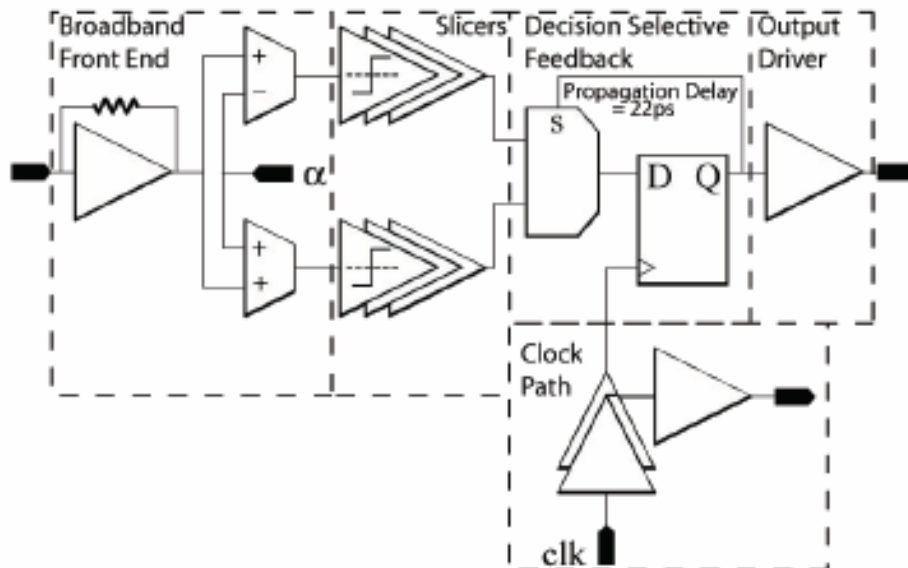 Broadband
Front End
Slicers
Decision Selective
Feedback
Output
Driver
Propagation Delay
= 22ps
+
−
S
α
D Q
+
+
Clock
Path
clk